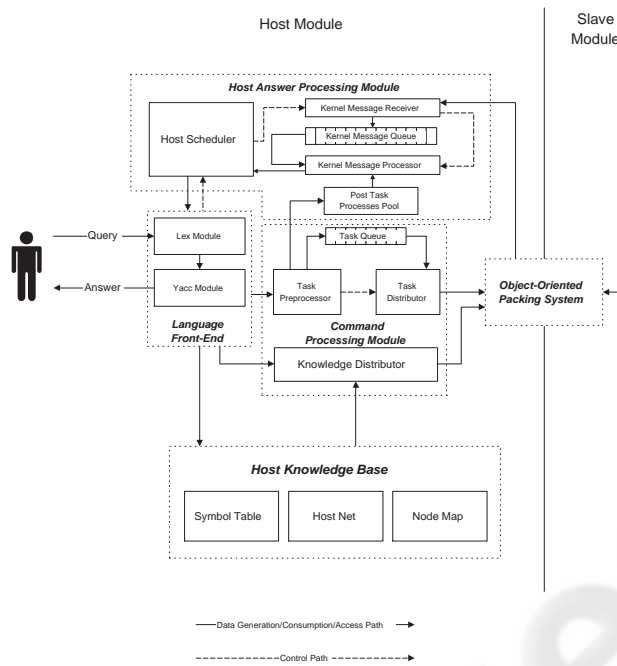 Host Module
Slave
Module
Host Answer Processing Module
Host Scheduler
Kernel Message Receiver
Kernel Message Queue
Kernel Message Processor
Post Task
Processes Pool
Query
Lex Module
Answer
Yacc Module
Language
Front-End
Task Queue
Task
Preprocessor
Task
Distributor
Command
Processing Module
Knowledge Distributor
Object-Oriented
Packing System
Host Knowledge Base
Symbol Table
Host Net
Node Map
Data Generation/Consumption/Access Path
Control Path